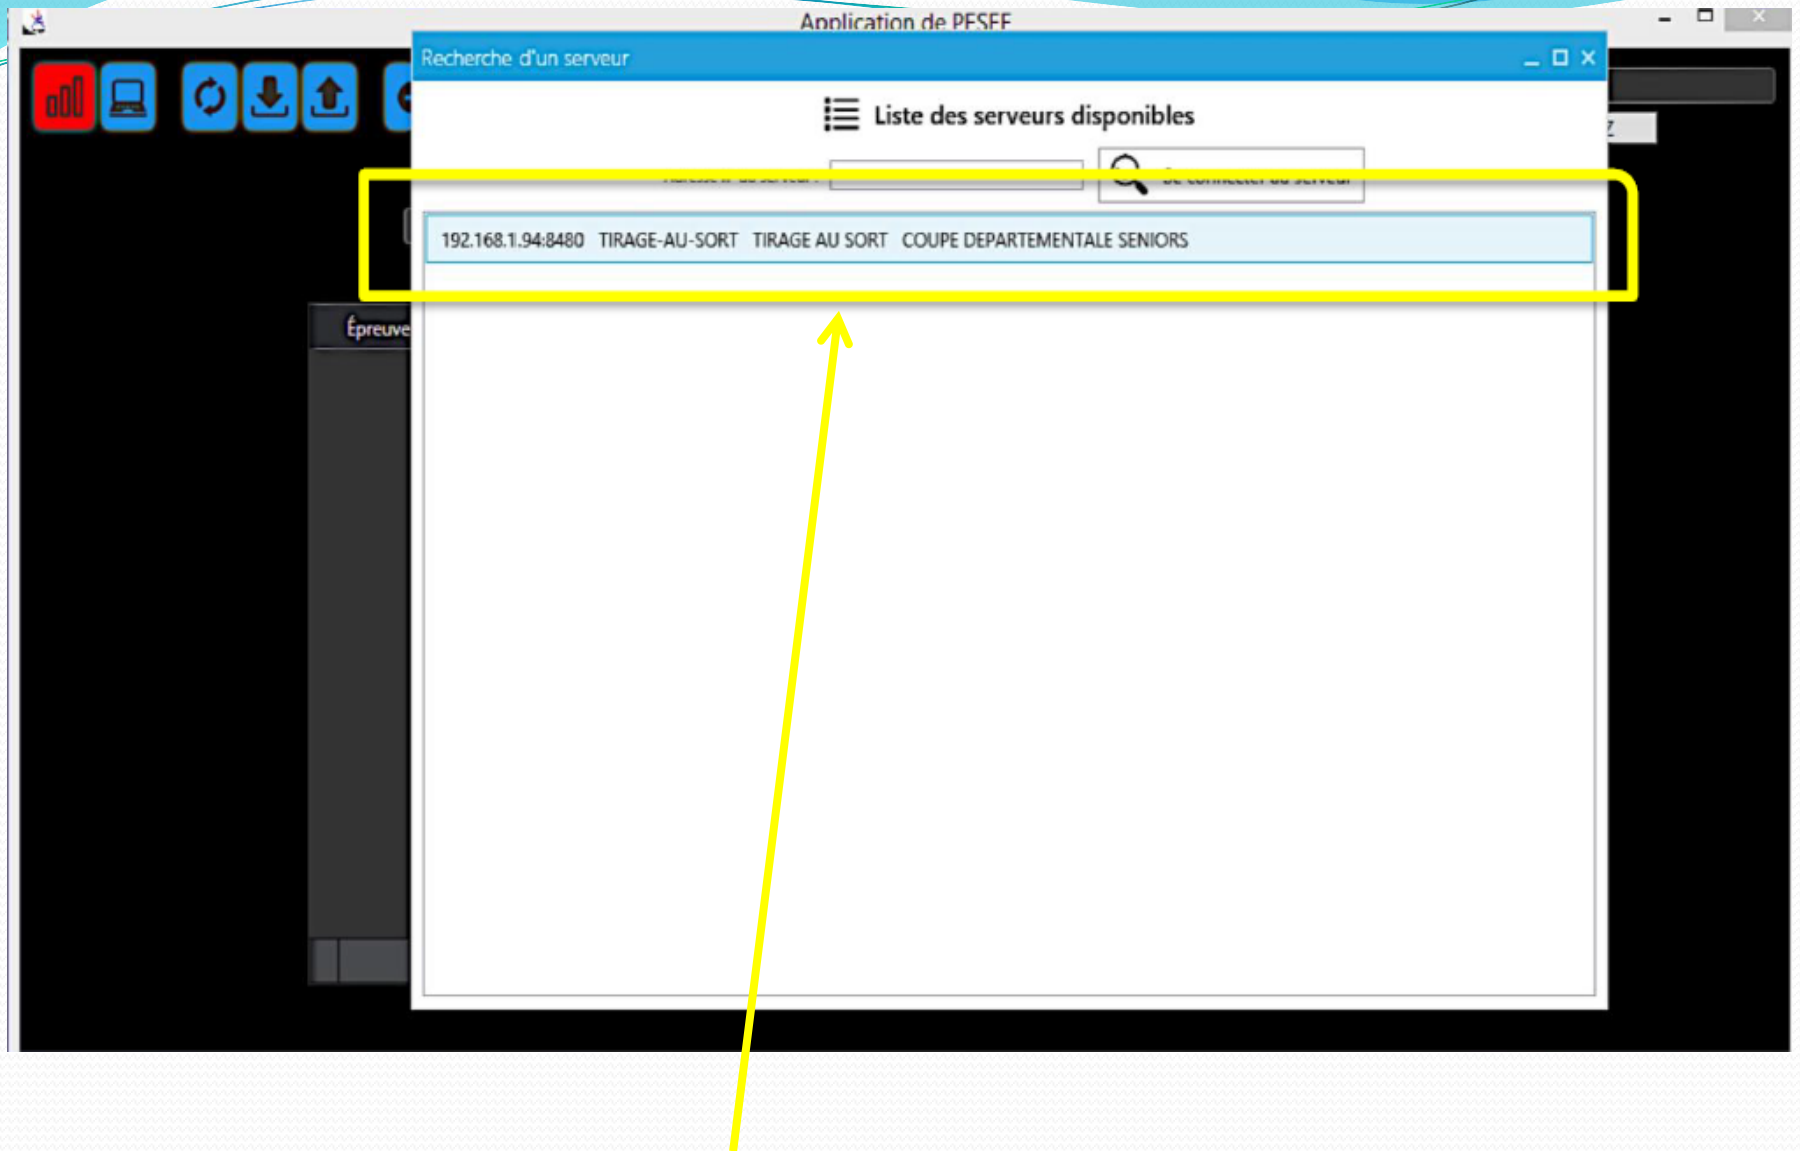 Application de PESEE
Recherche d'un serveur
Liste des serveurs disponibles
Z
192.168.1.94:8480 TIRAGE-AU-SORT TIRAGE AU SORT COUPE DEPARTEMENTALE SENIORS
Épreuve